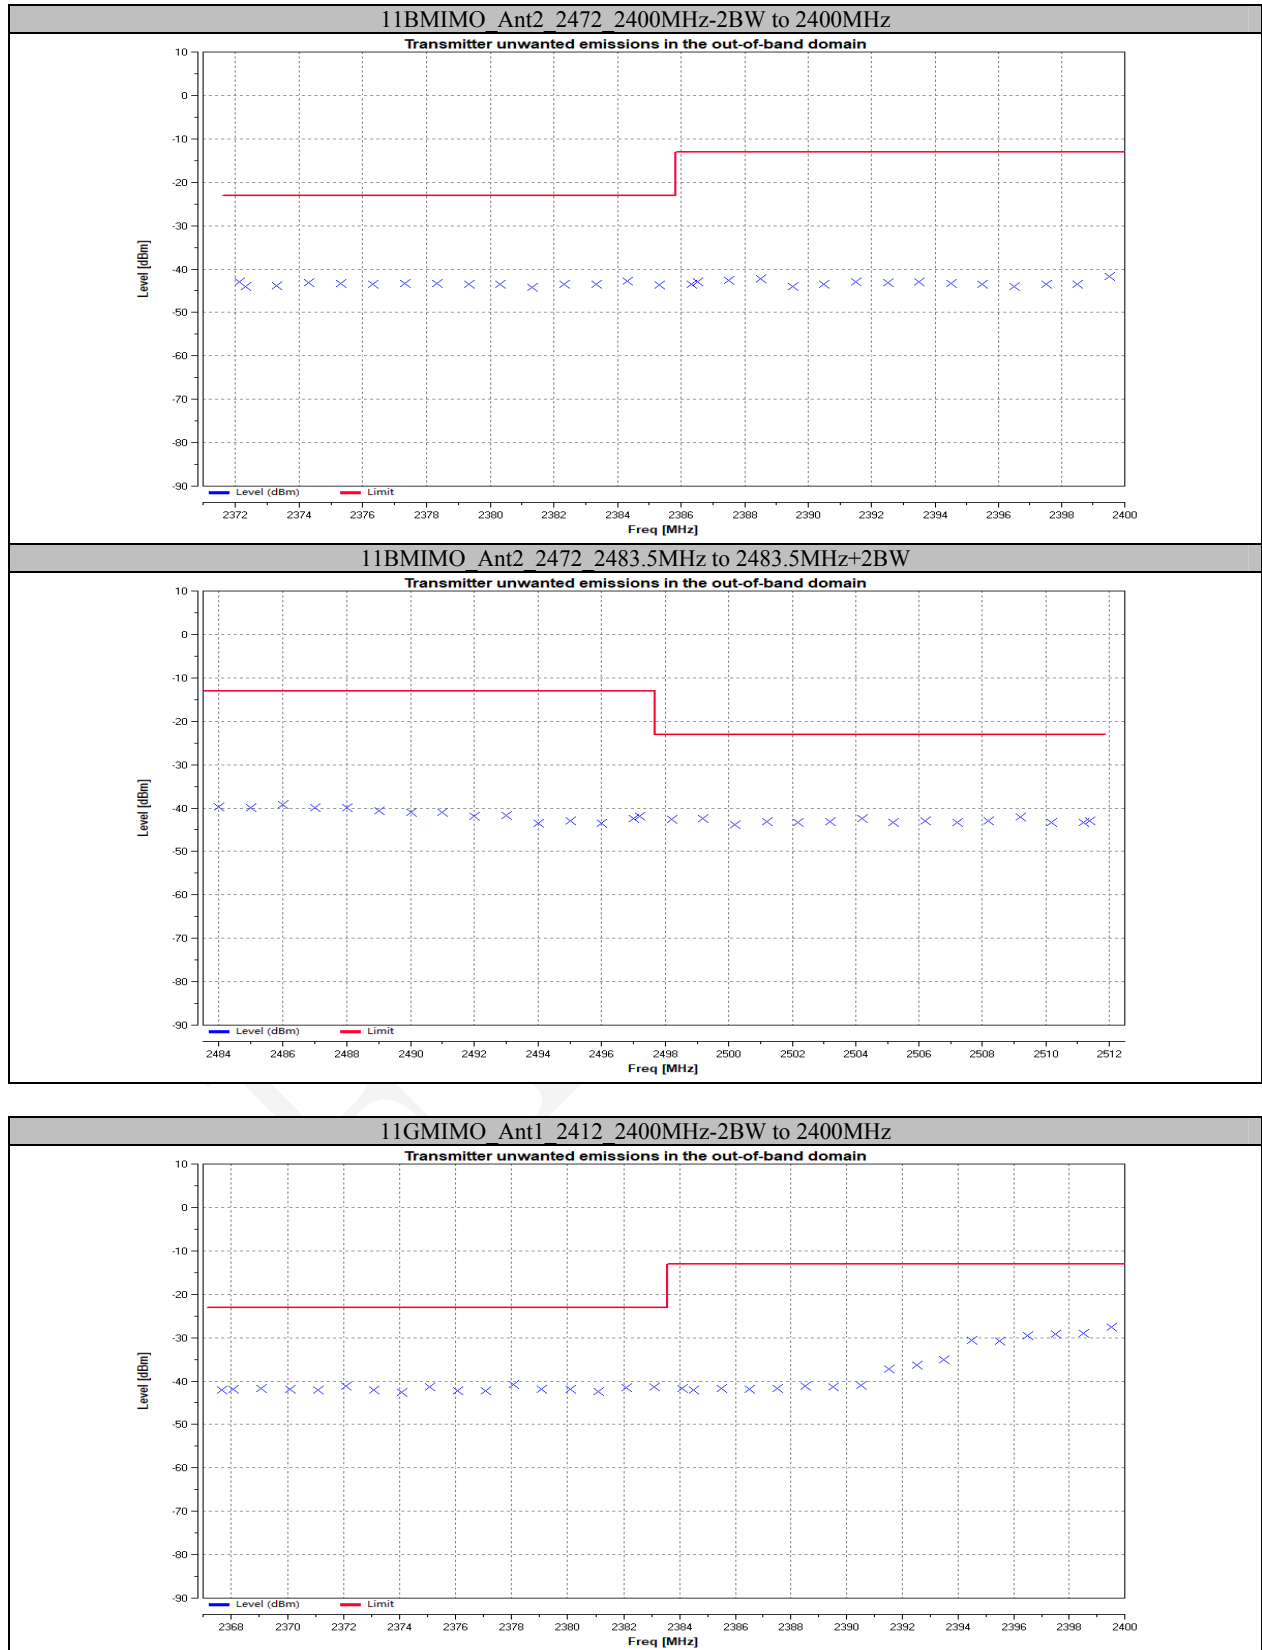 11BMIMO_Ant2_2472_2400MHz-2BW to 2400MHz
Transmitter unwanted emissions in the out-of-band domain
10
0
-10
-20
-30
-40
-50
-60
-70
-80
-90
Level [dBm]
Level (dBm) Limit
2372 2374 2376 2378 2380 2382 2384 2386 2388 2390 2392 2394 2396 2398 2400
Freq [MHz]
11BMIMO_Ant2_2472_2483.5MHz to 2483.5MHz+2BW
Transmitter unwanted emissions in the out-of-band domain
10
0
-10
-20
-30
-40
-50
-60
-70
-80
-90
Level [dBm]
Level (dBm) Limit
2484 2486 2488 2490 2492 2494 2496 2498 2500 2502 2504 2506 2508 2510 2512
Freq [MHz]
11GMIMO_Ant1_2412_2400MHz-2BW to 2400MHz
Transmitter unwanted emissions in the out-of-band domain
10
0
-10
-20
-30
-40
-50
-60
-70
-80
-90
Level [dBm]
Level (dBm) Limit
2368 2370 2372 2374 2376 2378 2380 2382 2384 2386 2388 2390 2392 2394 2396 2398 2400
Freq [MHz]